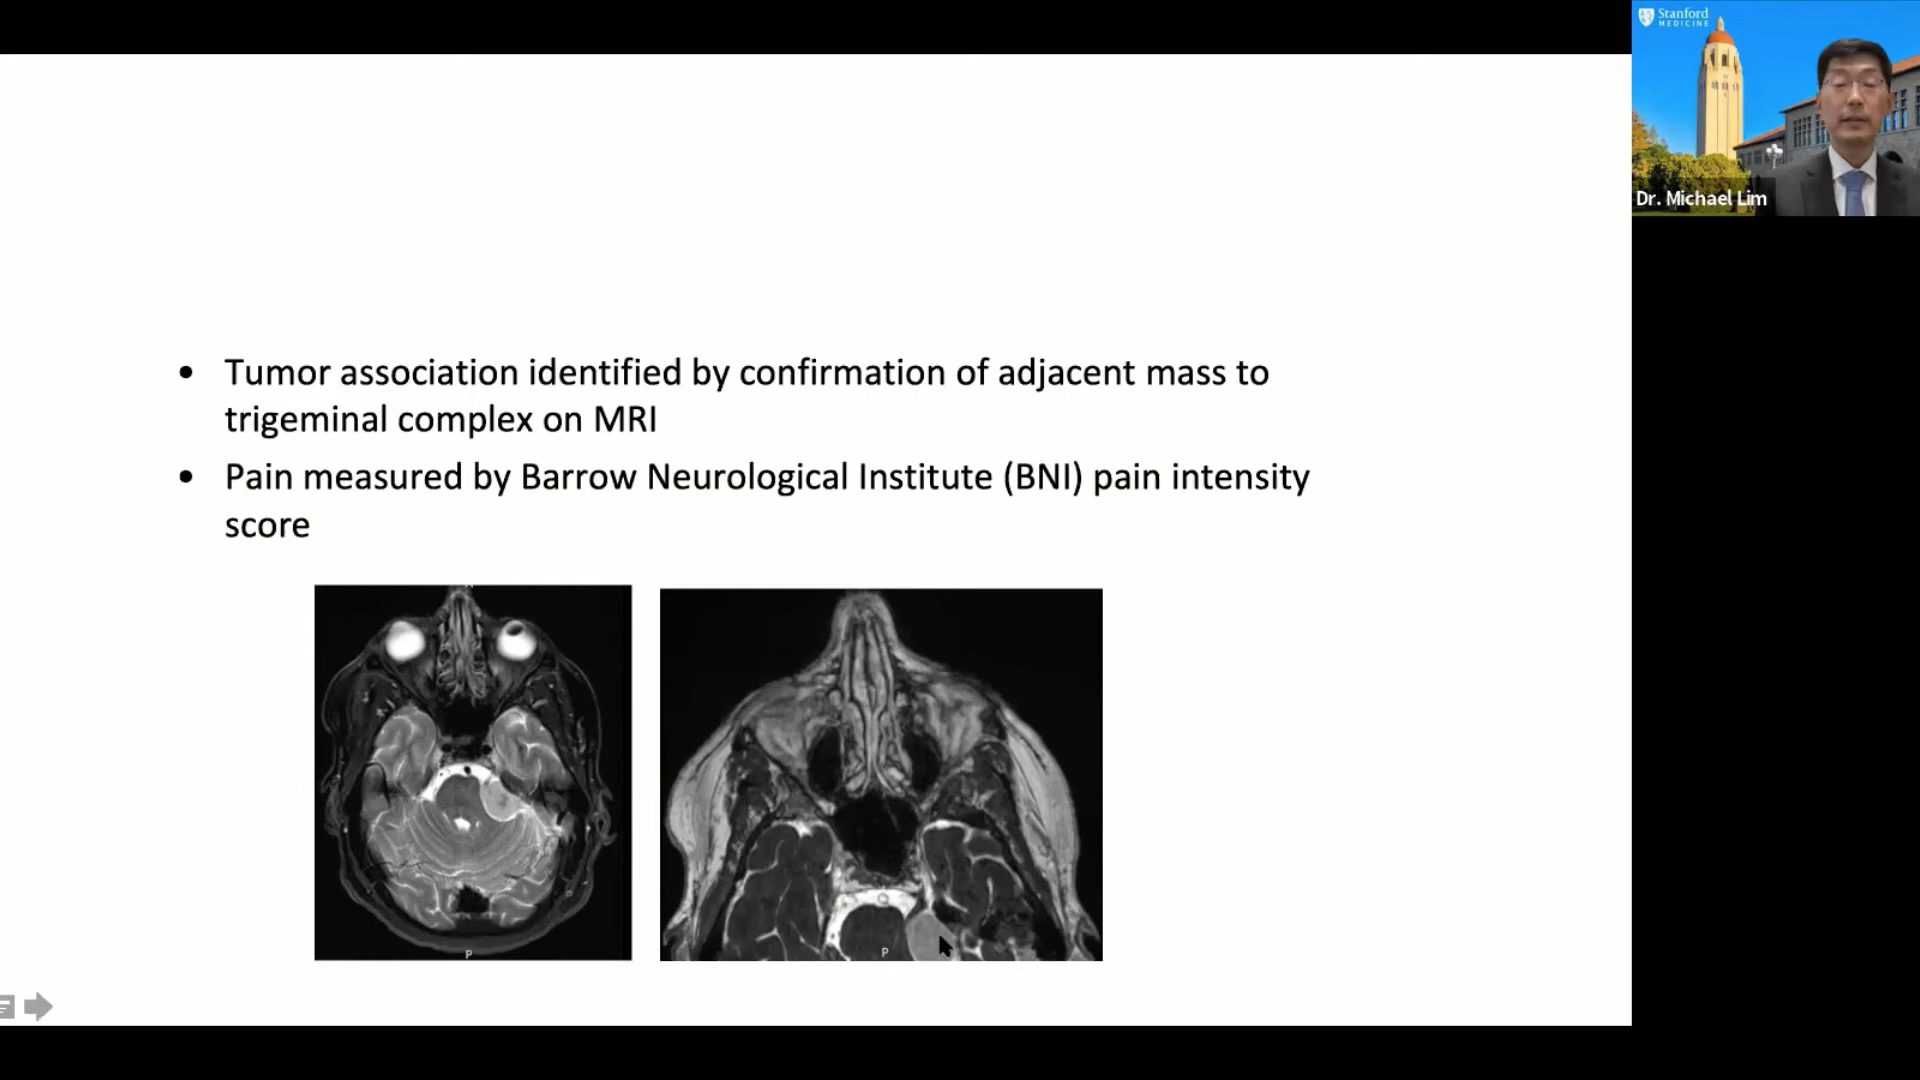 Stanford
MEDICINE
Dr. Michael Lim
• Tumor association identified by confirmation of adjacent mass to
trigeminal complex on MRI
• Pain measured by Barrow Neurological Institute (BNI) pain intensity
score
P
P